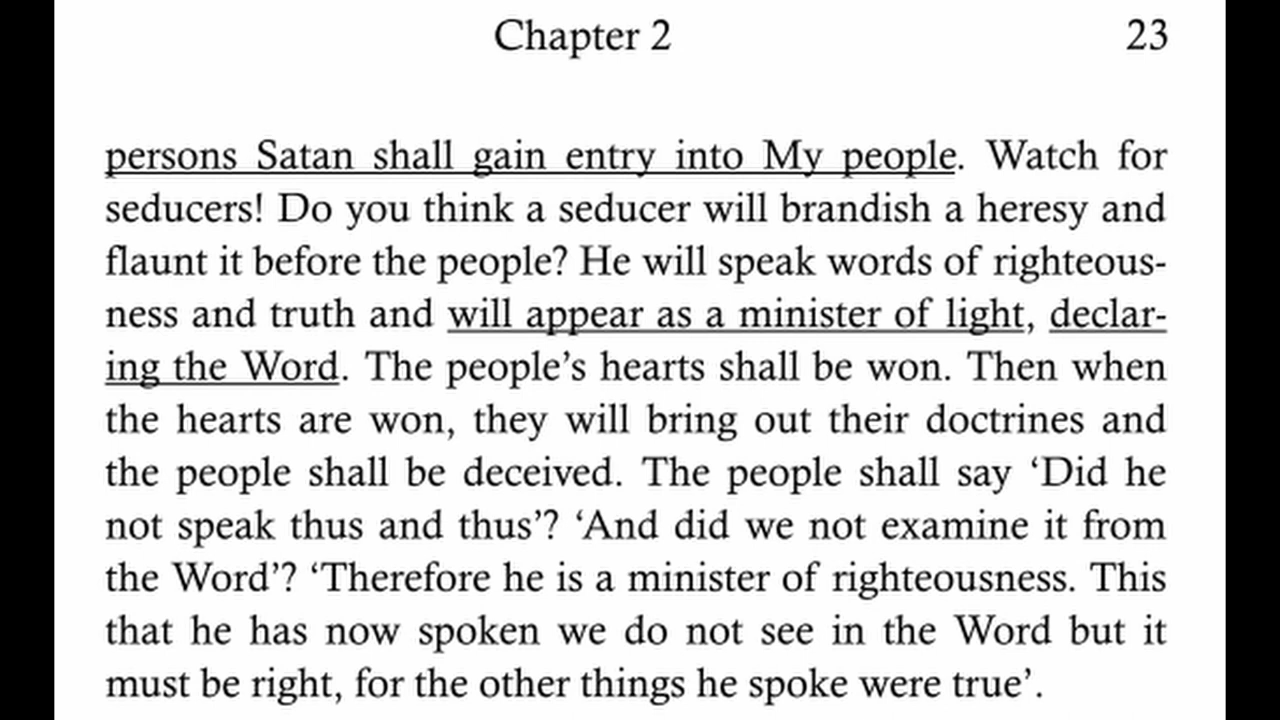 Chapter 2 23
persons Satan shall gain entry into My people. Watch for
seducers! Do you think a seducer will brandish a heresy and
flaunt it before the people? He will speak words of righteous-
ness and truth and will appear as a minister of light, declar-
ing the Word. The people’s hearts shall be won. Then when
the hearts are won, they will bring out their doctrines and
the people shall be deceived. The people shall say ‘Did he
not speak thus and thus’? ‘And did we not examine it from
the Word’? ‘Therefore he is a minister of righteousness. This
that he has now spoken we do not see in the Word but it
must be right, for the other things he spoke were true’.